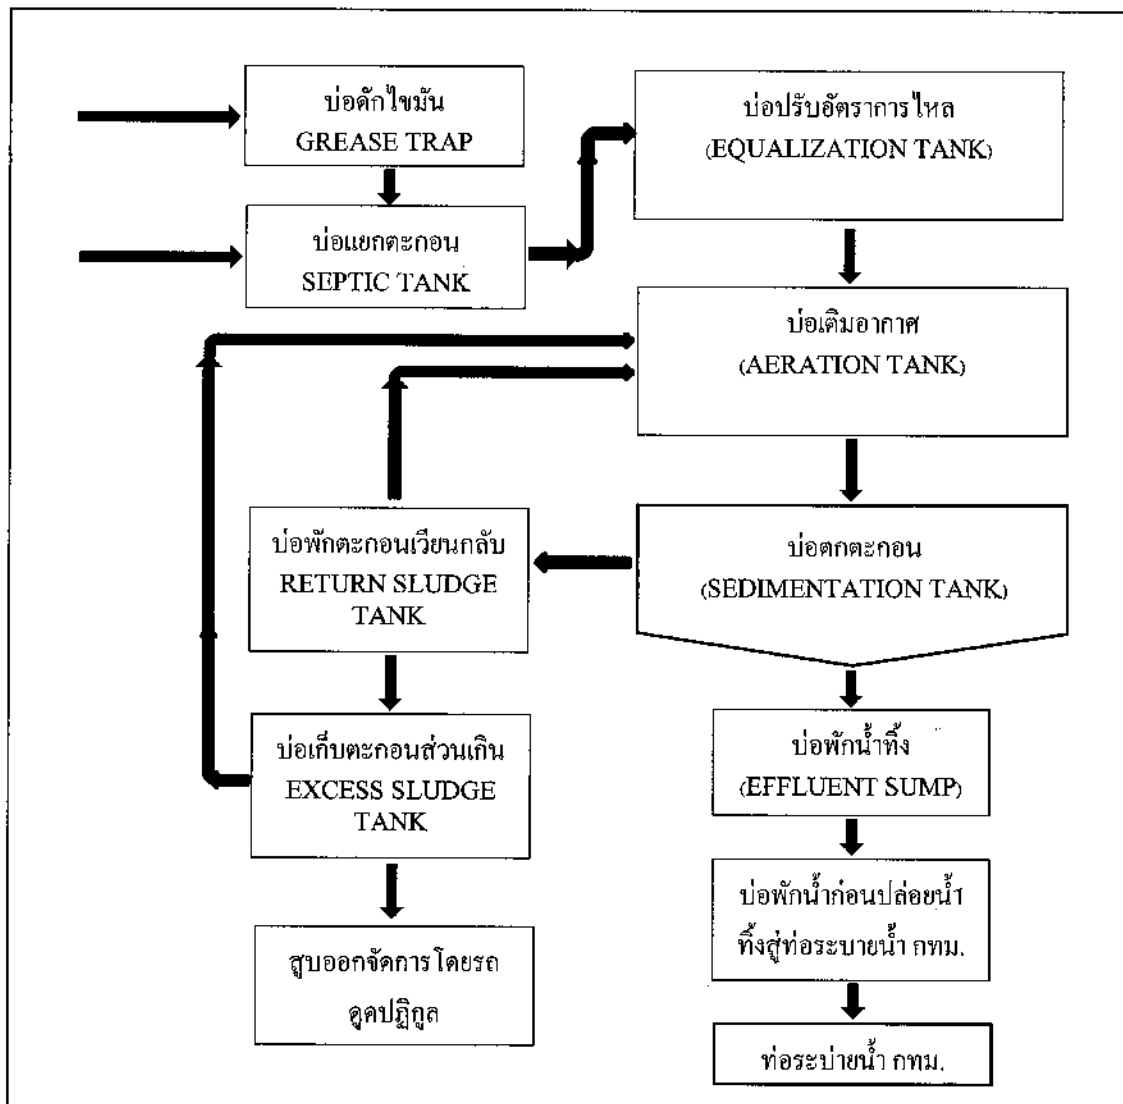 บ่อดักไขมัน
GREASE TRAP
บ่อปรับอัตราการไหล
(EQUALIZATION TANK)
บ่อแยกตะกอน
SEPTIC TANK
บ่อเติมอากาศ
(AERATION TANK)
บ่อพักตะกอนเวียนกลับ
RETURN SLUDGE
TANK
บ่อตกตะกอน
(SEDIMENTATION TANK)
บ่อเก็บตะกอนส่วนเกิน
EXCESS SLUDGE
TANK
บ่อพักน้ำทิ้ง
(EFFLUENT SUMP)
บ่อพักน้ำก่อนปล่อยน้ำ
ทิ้งสู่ท่อระบายน้ำ กทม.
สูบออกจัดการโดยรถ
ดูดปฏิกูล
ท่อระบายน้ำ กทม.